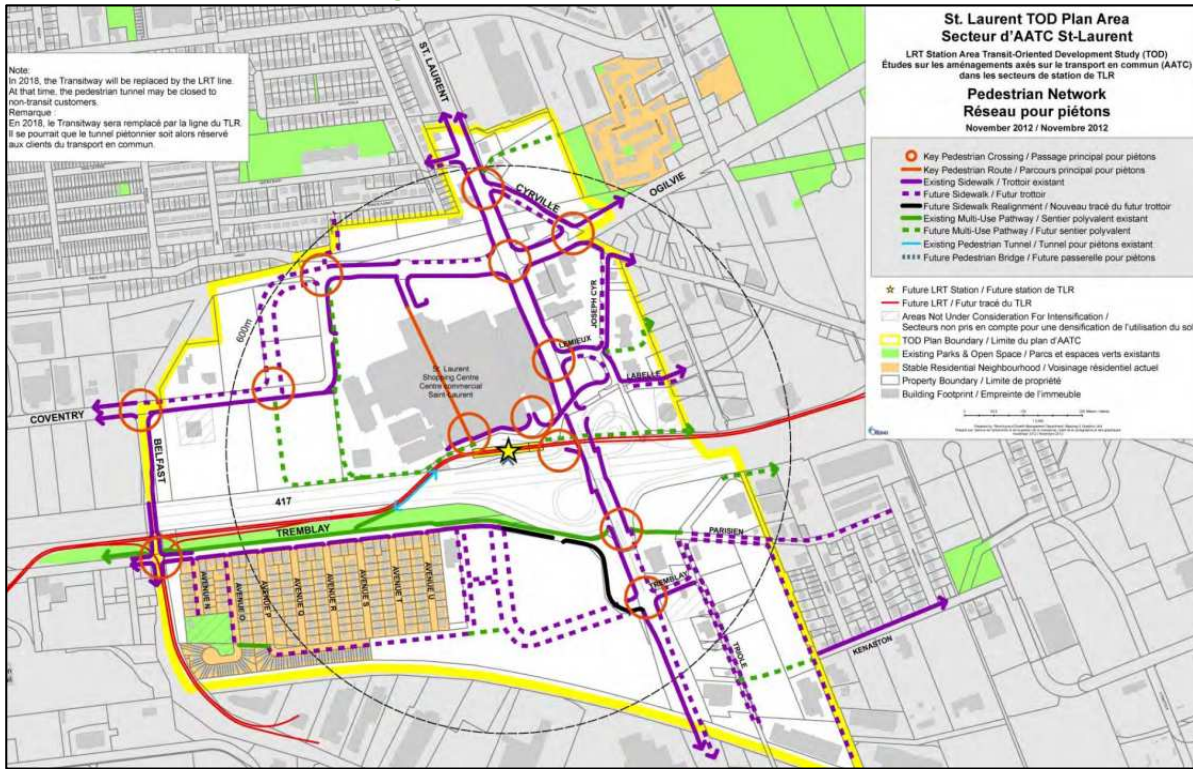 St. Laurent TOD Plan Area
Secteur d'AATC St-Laurent
LRT Station Area Transit-Oriented Development Study (TOD)
Études sur les aménagements axés sur le transport en commun (AATC)
dans les secteurs de station de TLR
Pedestrian Network
Réseau pour piétons
November 2012 / Novembre 2012
Key Pedestrian Crossing / Passage principal pour piétons
Key Pedestrian Route / Parcours principal pour piétons
Existing Sidewalk / Trottoir existant
Future Sidewalk / Futur trottoir
Future Sidewalk Realignment / Nouveau tracé du futur trottoir
Existing Multi-Use Pathway / Sentier polyvalent existant
Future Multi-Use Pathway / Futur sentier polyvalent
Existing Pedestrian Tunnel / Tunnel pour piétons existant
Future Pedestrian Bridge / Future passerelle pour piétons
Future LRT Station / Future station de TLR
Future LRT / Futur tracé du TLR
Areas Not Under Consideration For Intensification /
Secteurs non pris en compte pour une densification de l'utilisation du sol
TOD Plan Boundary / Limite du plan d'AATC
Existing Parks & Open Space / Parcs et espaces verts existants
Stable Residential Neighbourhood / Voisinage résidentiel actuel
Property Boundary / Limite de propriété
Building Footprint / Empreinte de l'immeuble
Note:
In 2018, the Transitway will be replaced by the LRT line.
At that time, the pedestrian tunnel may be closed to
non-transit customers.
Remarque :
En 2018, le Transitway sera remplacé par la ligne du TLR.
Il se pourrait que le tunnel piétonnier soit alors réservé
aux clients du transport en commun.
ST. LAURENT
CYRVILLE
OGILVIE
600m
JOSEPH CYR
LEMIEUX
LABELLE
St. Laurent
Shopping Centre
Centre commercial
Saint-Laurent
COVENTRY
BELFAST
417
TREMBLAY
PARISIEN
TREMBLAY
TRIOLE
KENASTON
AVENUE N
AVENUE O
AVENUE P
AVENUE Q
AVENUE R
AVENUE S
AVENUE T
AVENUE U